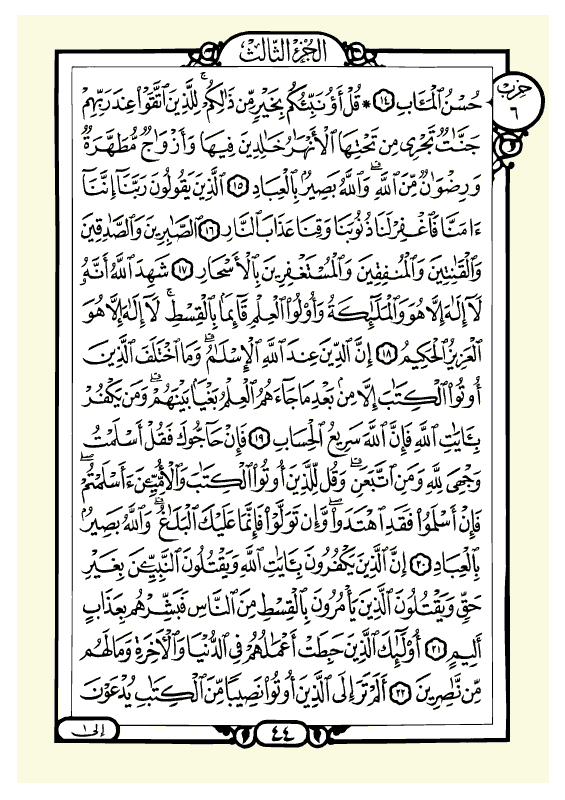 الجزء الثالث
حزب
٦
حُسْنُ ٱلْمَـَٔابِ ١٤ * قُلْ أَؤُنَبِّئُكُم بِخَيْرٍ مِّن ذَٰلِكُمْ ۚ لِلَّذِينَ ٱتَّقَوْا۟ عِندَ رَبِّهِمْ
جَنَّـٰتٌ تَجْرِى مِن تَحْتِهَا ٱلْأَنْهَـٰرُ خَـٰلِدِينَ فِيهَا وَأَزْوَٰجٌ مُّطَهَّرَةٌ
وَرِضْوَٰنٌ مِّنَ ٱللَّهِ ۗ وَٱللَّهُ بَصِيرٌۢ بِٱلْعِبَادِ ١٥ ٱلَّذِينَ يَقُولُونَ رَبَّنَآ إِنَّنَآ
ءَامَنَّا فَٱغْفِرْ لَنَا ذُنُوبَنَا وَقِنَا عَذَابَ ٱلنَّارِ ١٦ ٱلصَّـٰبِرِينَ وَٱلصَّـٰدِقِينَ
وَٱلْقَـٰنِتِينَ وَٱلْمُنفِقِينَ وَٱلْمُسْتَغْفِرِينَ بِٱلْأَسْحَارِ ١٧ شَهِدَ ٱللَّهُ أَنَّهُۥ
لَآ إِلَـٰهَ إِلَّا هُوَ وَٱلْمَلَـٰٓئِكَةُ وَأُو۟لُوا۟ ٱلْعِلْمِ قَآئِمًۢا بِٱلْقِسْطِ ۚ لَآ إِلَـٰهَ إِلَّا هُوَ
ٱلْعَزِيزُ ٱلْحَكِيمُ ١٨ إِنَّ ٱلدِّينَ عِندَ ٱللَّهِ ٱلْإِسْلَـٰمُ ۗ وَمَا ٱخْتَلَفَ ٱلَّذِينَ
أُوتُوا۟ ٱلْكِتَـٰبَ إِلَّا مِنۢ بَعْدِ مَا جَآءَهُمُ ٱلْعِلْمُ بَغْيًۢا بَيْنَهُمْ ۗ وَمَن يَكْفُرْ
بِـَٔايَـٰتِ ٱللَّهِ فَإِنَّ ٱللَّهَ سَرِيعُ ٱلْحِسَابِ ١٩ فَإِنْ حَآجُّوكَ فَقُلْ أَسْلَمْتُ
وَجْهِىَ لِلَّهِ وَمَنِ ٱتَّبَعَنِ ۗ وَقُل لِّلَّذِينَ أُوتُوا۟ ٱلْكِتَـٰبَ وَٱلْأُمِّيِّـۧنَ ءَأَسْلَمْتُمْ ۚ
فَإِنْ أَسْلَمُوا۟ فَقَدِ ٱهْتَدَوا۟ ۖ وَّإِن تَوَلَّوْا۟ فَإِنَّمَا عَلَيْكَ ٱلْبَلَـٰغُ ۗ وَٱللَّهُ بَصِيرٌۢ
بِٱلْعِبَادِ ٢٠ إِنَّ ٱلَّذِينَ يَكْفُرُونَ بِـَٔايَـٰتِ ٱللَّهِ وَيَقْتُلُونَ ٱلنَّبِيِّـۧنَ بِغَيْرِ
حَقٍّ وَيَقْتُلُونَ ٱلَّذِينَ يَأْمُرُونَ بِٱلْقِسْطِ مِنَ ٱلنَّاسِ فَبَشِّرْهُم بِعَذَابٍ
أَلِيمٍ ٢١ أُو۟لَـٰٓئِكَ ٱلَّذِينَ حَبِطَتْ أَعْمَـٰلُهُمْ فِى ٱلدُّنْيَا وَٱلْـَٔاخِرَةِ وَمَا لَهُم
مِّن نَّـٰصِرِينَ ٢٢ أَلَمْ تَرَ إِلَى ٱلَّذِينَ أُوتُوا۟ نَصِيبًا مِّنَ ٱلْكِتَـٰبِ يُدْعَوْنَ
٤٤
إلى ١